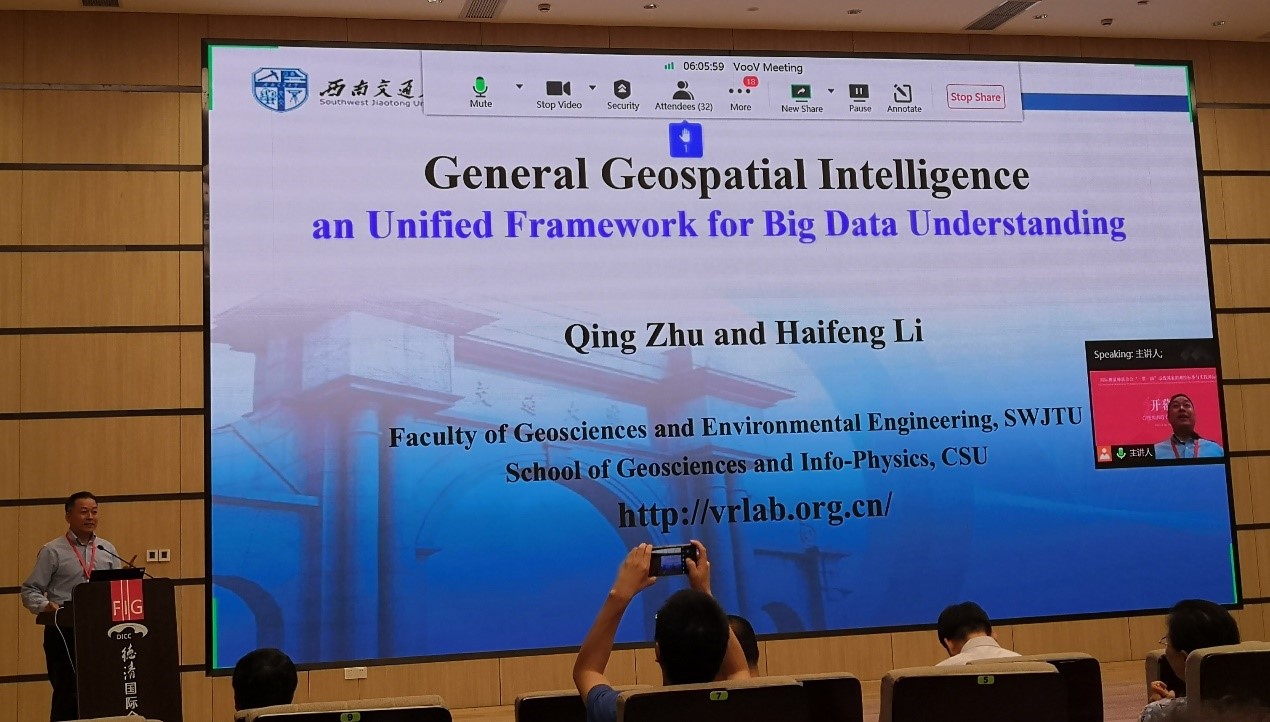 06:05:59 VooV Meeting
18
Mute
Stop Video
Security
Attendees (32)
More
New Share
Pause
Annotate
Stop Share
1
西南交通
Southwest Jiaotong Un
General Geospatial Intelligence
an Unified Framework for Big Data Understanding
Qing Zhu and Haifeng Li
Faculty of Geosciences and Environmental Engineering, SWJTU
School of Geosciences and Info-Physics, CSU
http://vrlab.org.cn/
Speaking: 主讲人;
开幕
主讲人
FIG
DICC
德清国际会
9
7
5